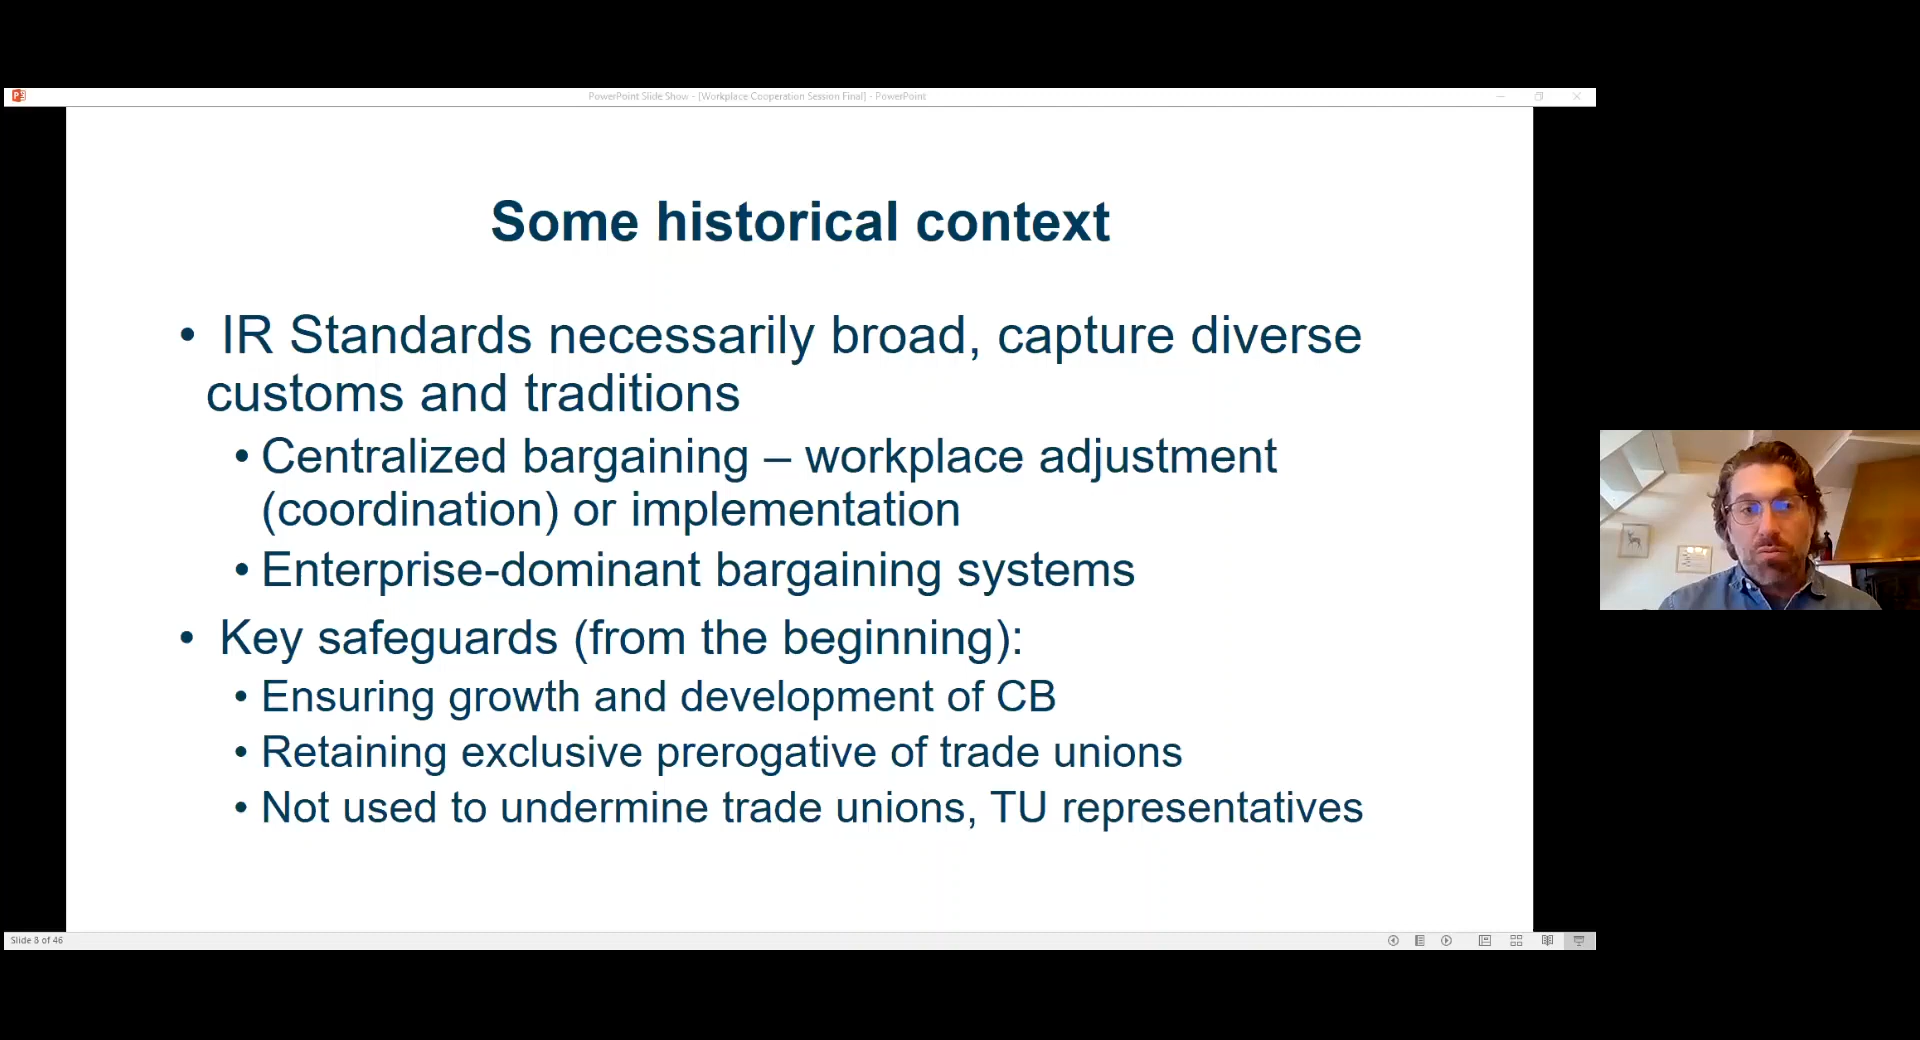 PowerPoint Slide Show - [Workplace Cooperation Session Final] - PowerPoint
Some historical context
• IR Standards necessarily broad, capture diverse
customs and traditions
• Centralized bargaining – workplace adjustment
(coordination) or implementation
• Enterprise-dominant bargaining systems
• Key safeguards (from the beginning):
• Ensuring growth and development of CB
• Retaining exclusive prerogative of trade unions
• Not used to undermine trade unions, TU representatives
Slide 8 of 46